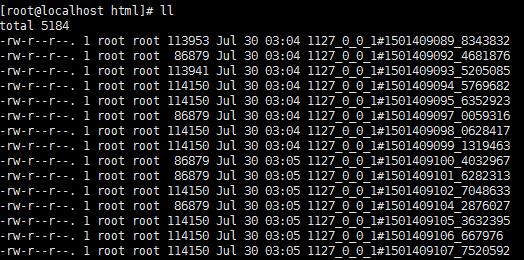 [root@localhost html]# ll
total 5184
-rw-r--r--. 1 root root 113953 Jul 30 03:04 1127_0_0_1#1501409089_8343832
-rw-r--r--. 1 root root  86879 Jul 30 03:04 1127_0_0_1#1501409092_4681876
-rw-r--r--. 1 root root 113941 Jul 30 03:04 1127_0_0_1#1501409093_5205085
-rw-r--r--. 1 root root 114150 Jul 30 03:04 1127_0_0_1#1501409094_5769682
-rw-r--r--. 1 root root 114150 Jul 30 03:04 1127_0_0_1#1501409095_6352923
-rw-r--r--. 1 root root  86879 Jul 30 03:04 1127_0_0_1#1501409097_0059316
-rw-r--r--. 1 root root 114150 Jul 30 03:04 1127_0_0_1#1501409098_0628417
-rw-r--r--. 1 root root 114150 Jul 30 03:04 1127_0_0_1#1501409099_1319463
-rw-r--r--. 1 root root  86879 Jul 30 03:05 1127_0_0_1#1501409100_4032967
-rw-r--r--. 1 root root  86879 Jul 30 03:05 1127_0_0_1#1501409101_6282313
-rw-r--r--. 1 root root 114150 Jul 30 03:05 1127_0_0_1#1501409102_7048633
-rw-r--r--. 1 root root  86879 Jul 30 03:05 1127_0_0_1#1501409104_2876027
-rw-r--r--. 1 root root 114150 Jul 30 03:05 1127_0_0_1#1501409105_3632395
-rw-r--r--. 1 root root 114150 Jul 30 03:05 1127_0_0_1#1501409106_667976
-rw-r--r--. 1 root root 114150 Jul 30 03:05 1127_0_0_1#1501409107_7520592